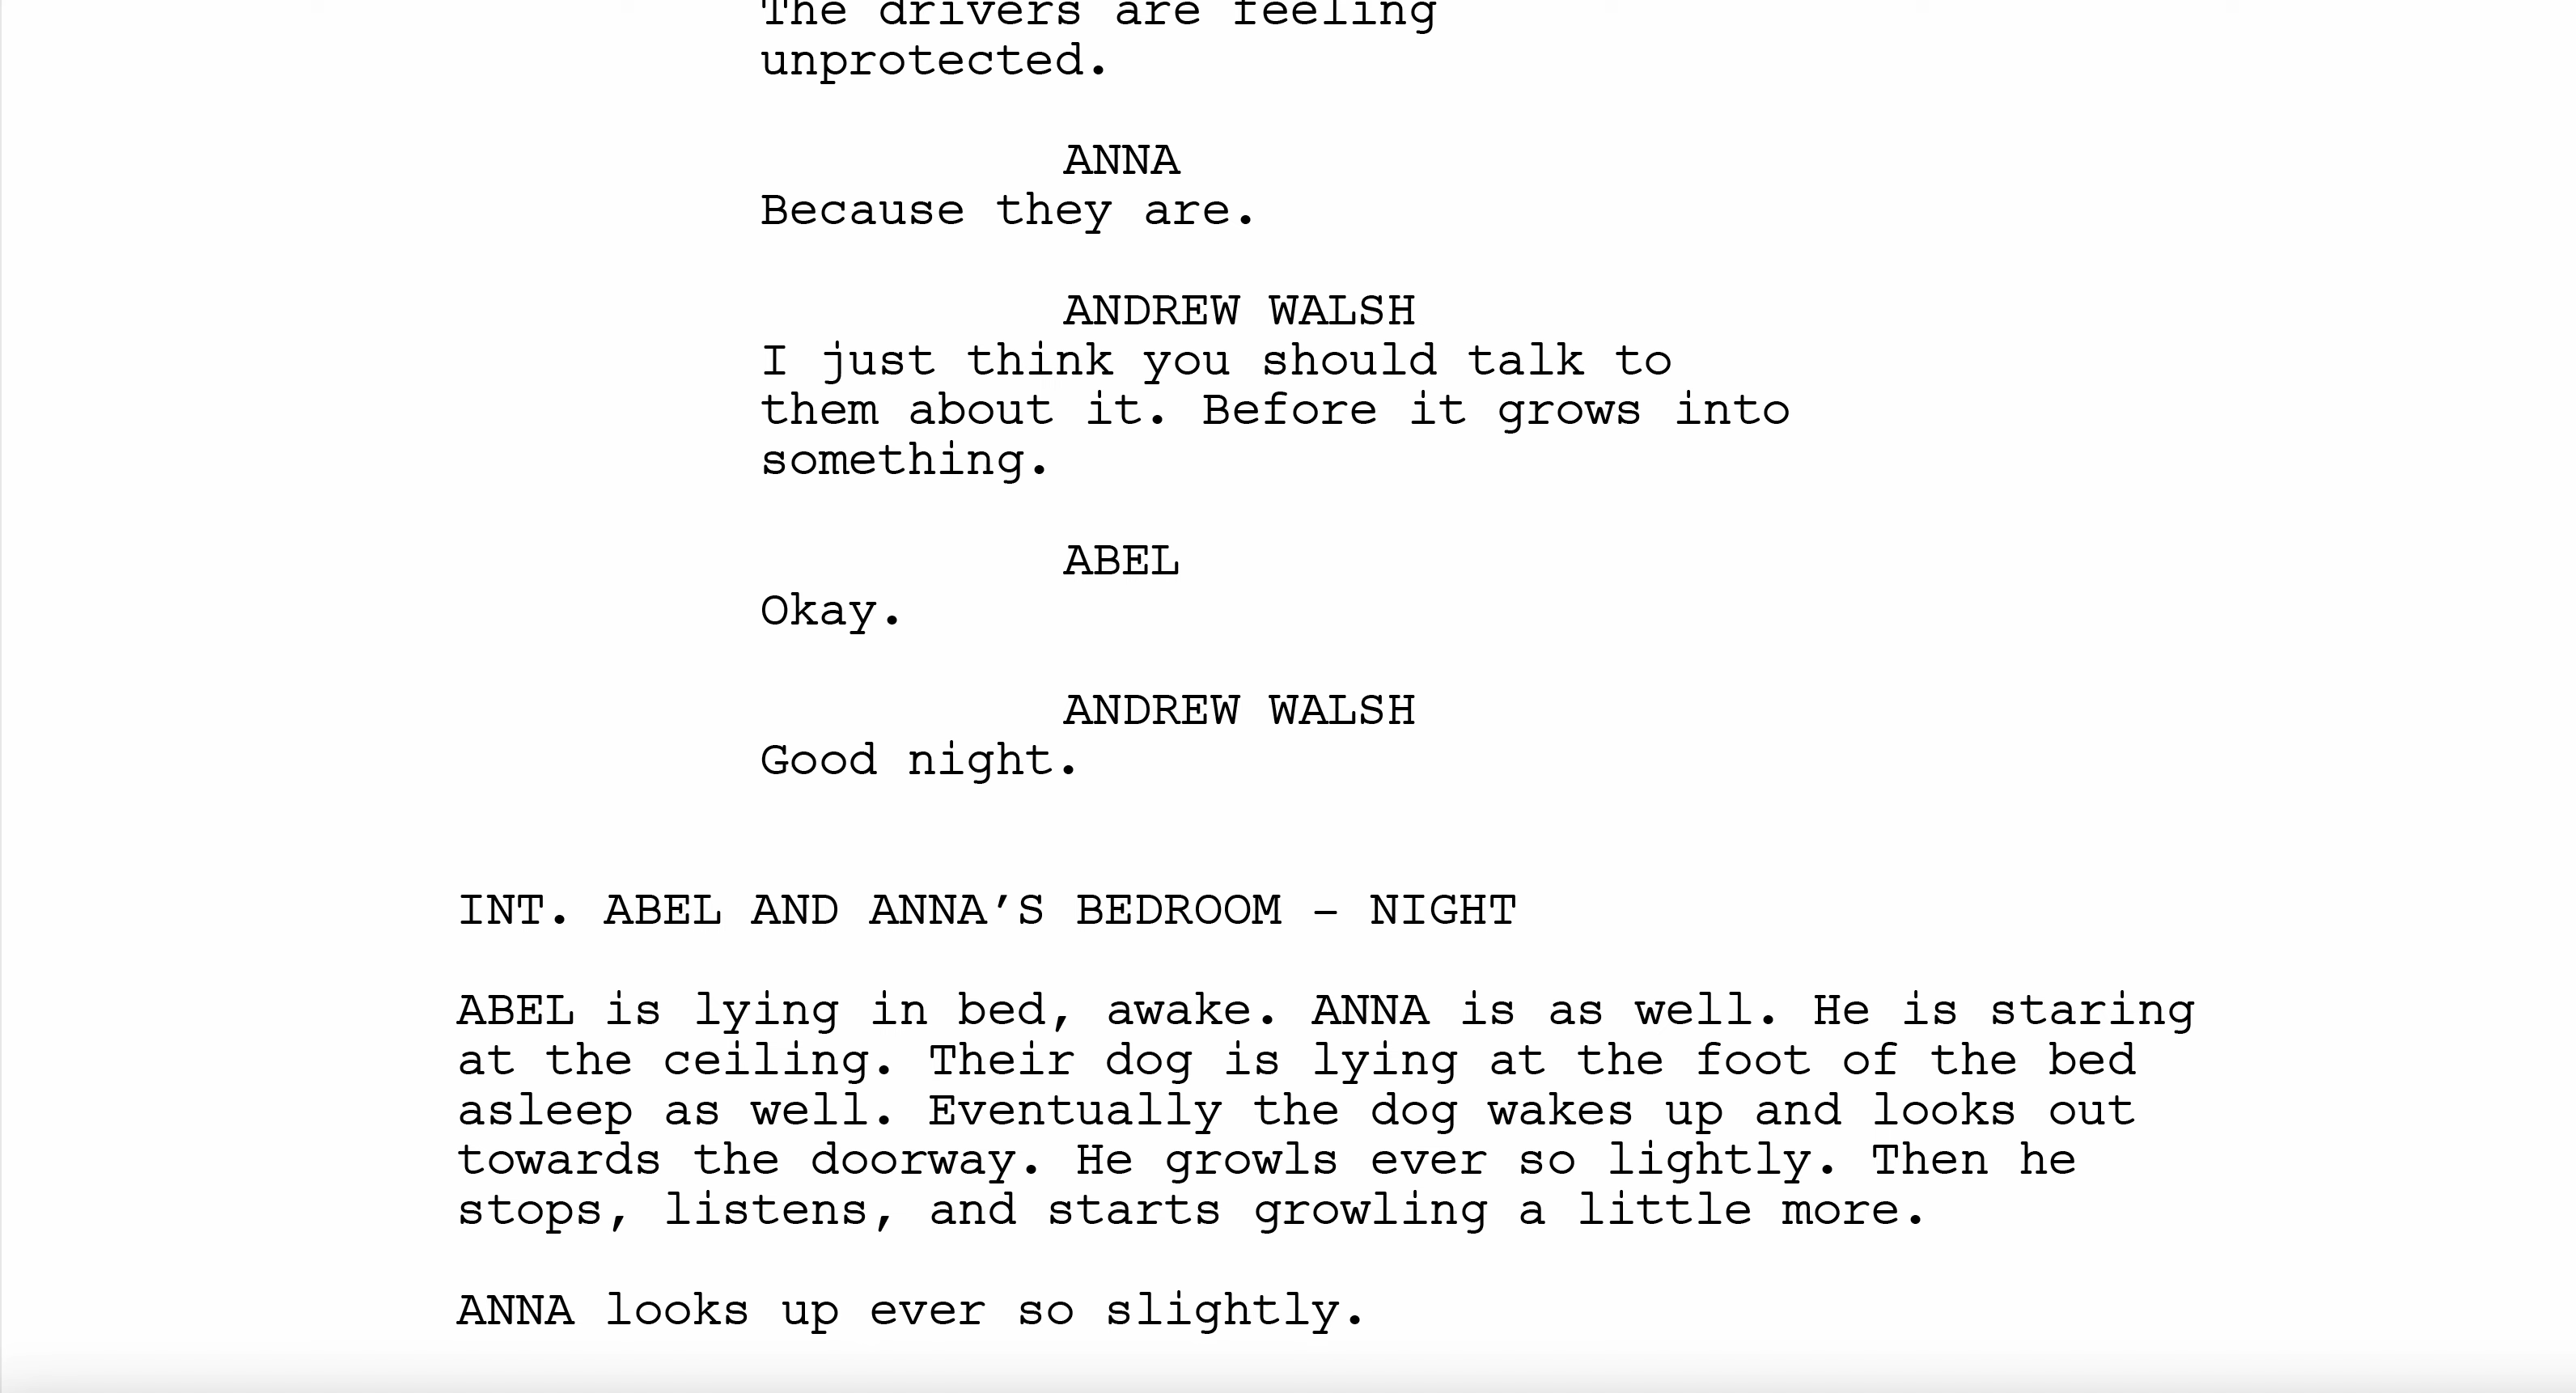 The drivers are feeling
unprotected.
ANNA
Because they are.
ANDREW WALSH
I just think you should talk to
them about it. Before it grows into
something.
ABEL
Okay.
ANDREW WALSH
Good night.
INT. ABEL AND ANNA’S BEDROOM – NIGHT
ABEL is lying in bed, awake. ANNA is as well. He is staring
at the ceiling. Their dog is lying at the foot of the bed
asleep as well. Eventually the dog wakes up and looks out
towards the doorway. He growls ever so lightly. Then he
stops, listens, and starts growling a little more.
ANNA looks up ever so slightly.